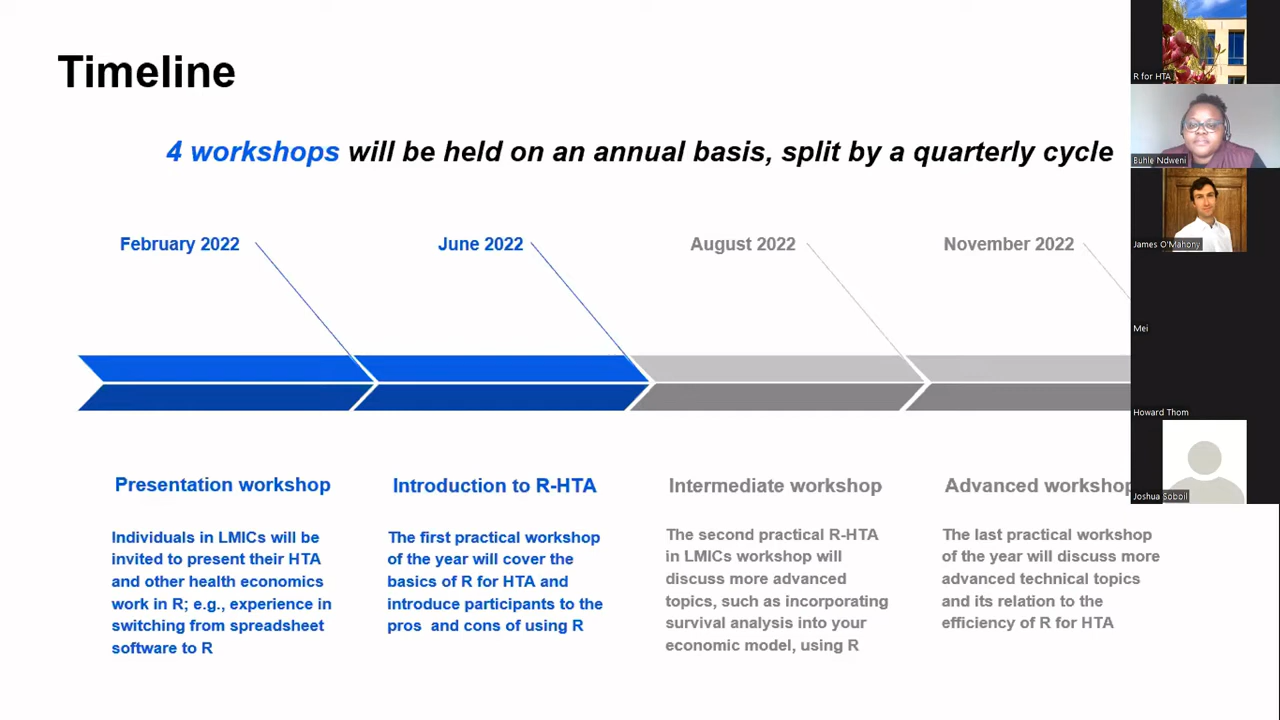 Timeline
4 workshops will be held on an annual basis, split by a quarterly cycle
February 2022
June 2022
August 2022
November 2022
Presentation workshop
Individuals in LMICs will be
invited to present their HTA
and other health economics
work in R; e.g., experience in
switching from spreadsheet
software to R
Introduction to R-HTA
The first practical workshop
of the year will cover the
basics of R for HTA and
introduce participants to the
pros and cons of using R
Intermediate workshop
The second practical R-HTA
in LMICs workshop will
discuss more advanced
topics, such as incorporating
survival analysis into your
economic model, using R
Advanced workshop
The last practical workshop
of the year will discuss more
advanced technical topics
and its relation to the
efficiency of R for HTA
R for HTA
Buhle Ndweni
James O'Mahony
Mei
Howard Thom
Joshua Soboil